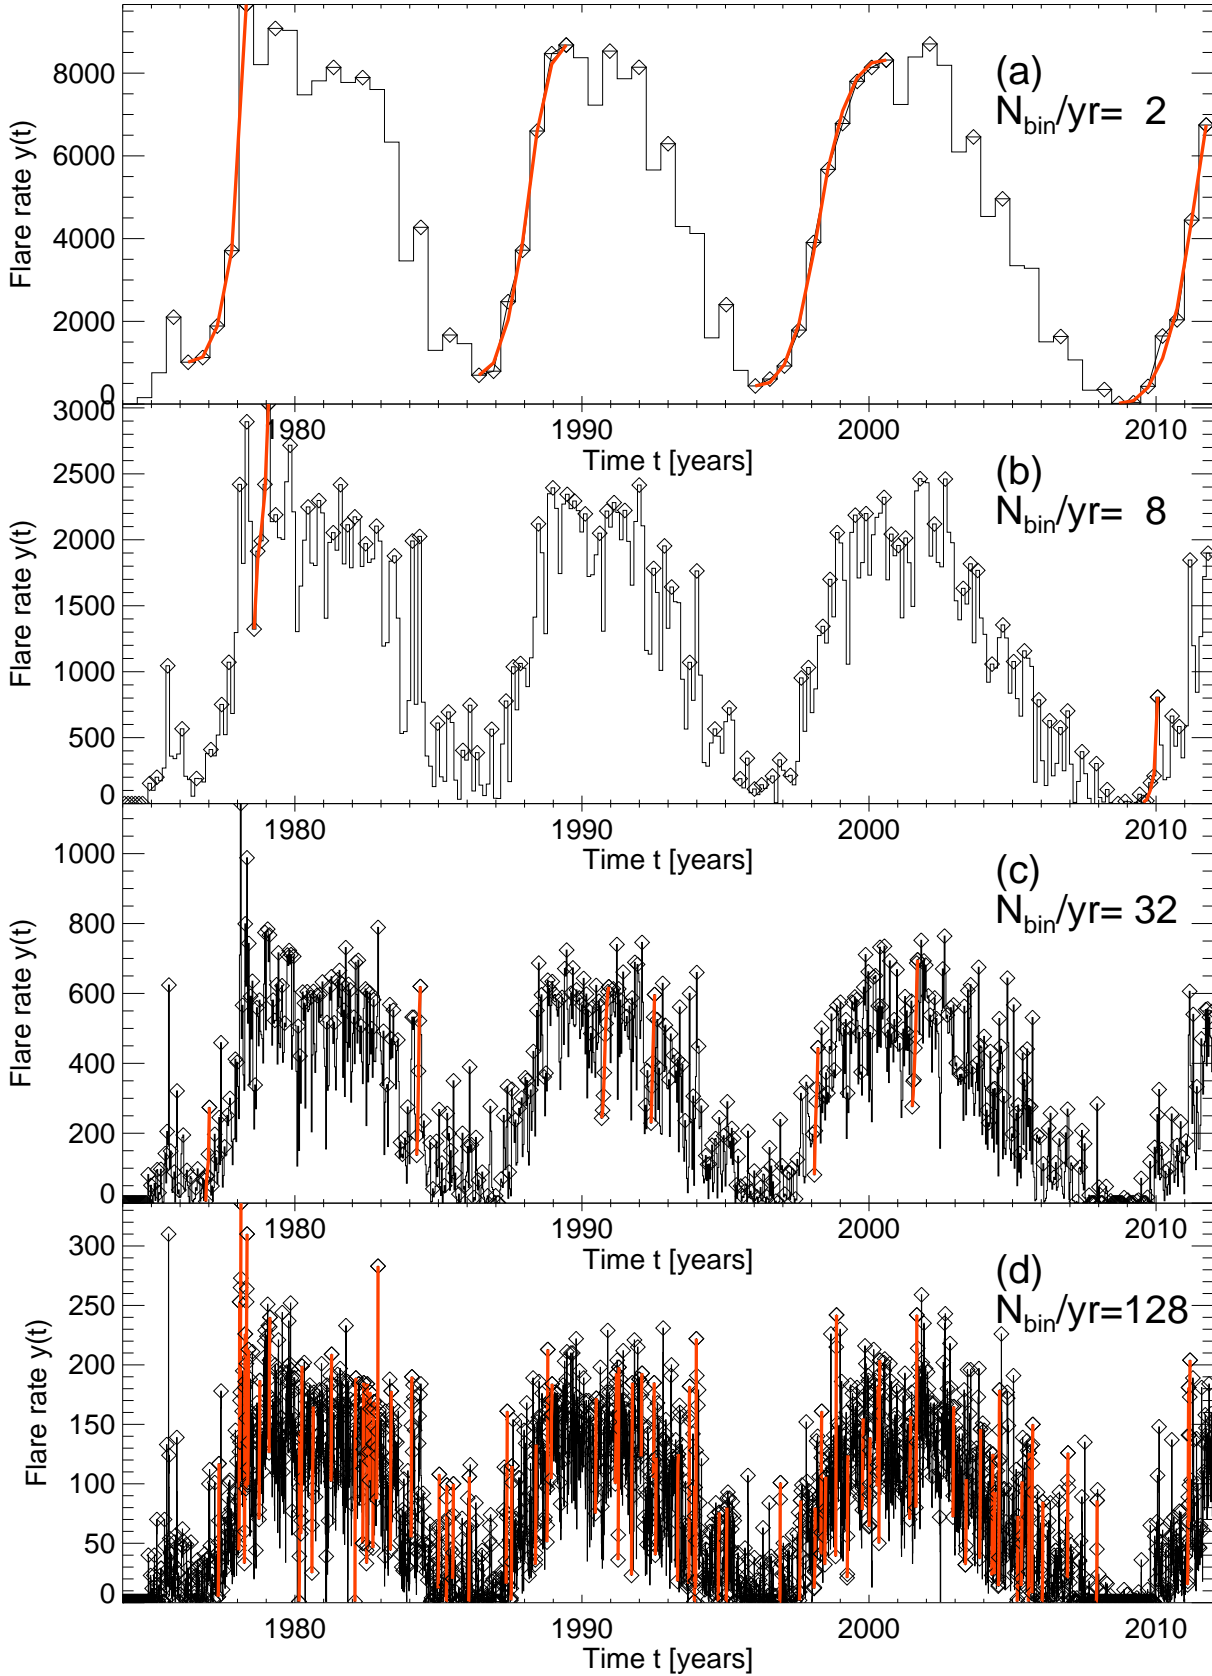 (a)
N_bin/yr= 2
8000
6000
4000
2000
0
Flare rate y(t)
1980
1990
2000
2010
Time t [years]
(b)
N_bin/yr= 8
3000
2500
2000
1500
1000
500
0
Flare rate y(t)
1980
1990
2000
2010
Time t [years]
(c)
N_bin/yr= 32
1000
800
600
400
200
0
Flare rate y(t)
1980
1990
2000
2010
Time t [years]
(d)
N_bin/yr=128
300
250
200
150
100
50
0
Flare rate y(t)
1980
1990
2000
2010
Time t [years]